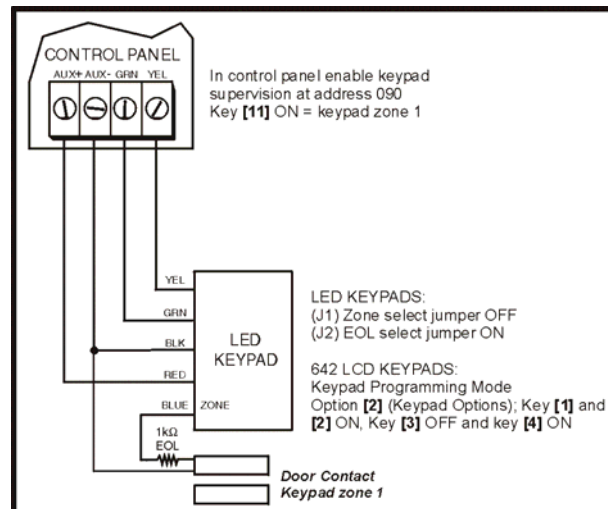 CONTROL PANEL
AUX+ AUX- GRN YEL
In control panel enable keypad
supervision at address 090
Key [11] ON = keypad zone 1
YEL
GRN
BLK
RED
BLUE
LED
KEYPAD
ZONE
LED KEYPADS:
(J1) Zone select jumper OFF
(J2) EOL select jumper ON
642 LCD KEYPADS:
Keypad Programming Mode
Option [2] (Keypad Options); Key [1] and
[2] ON, Key [3] OFF and key [4] ON
1kΩ
EOL
Door Contact
Keypad zone 1